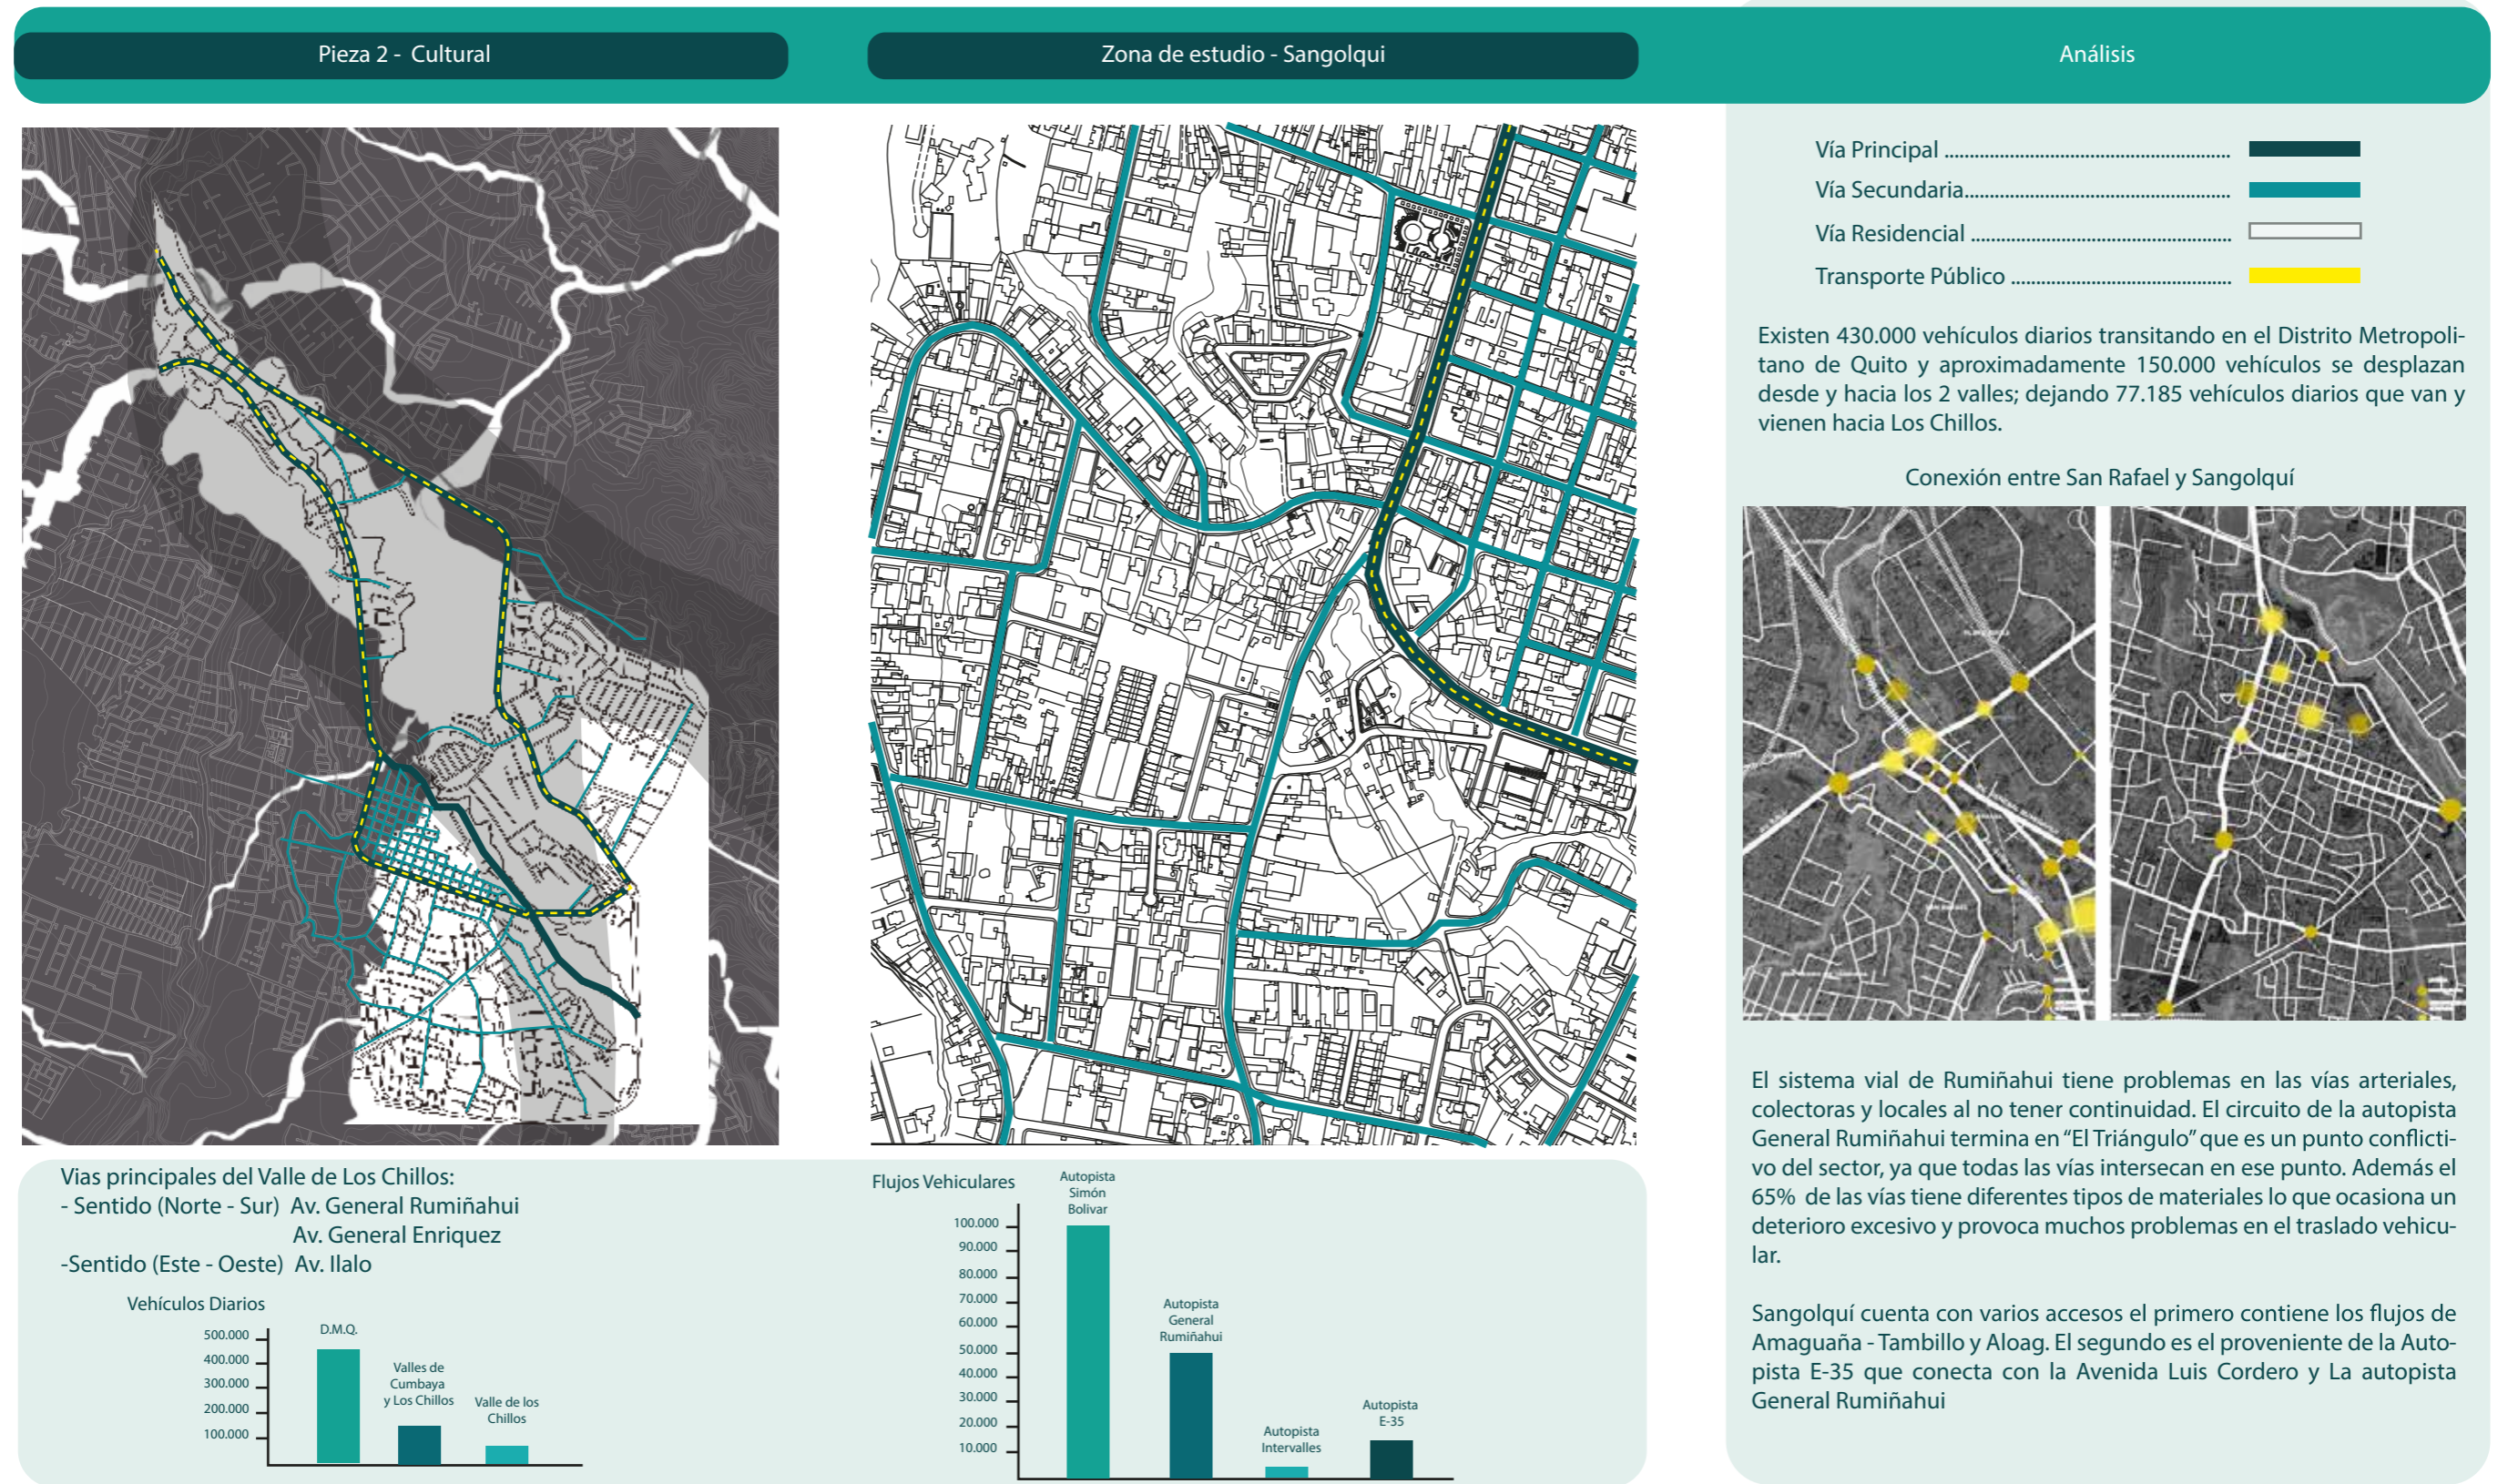 Pieza 2 - Cultural
Zona de estudio - Sangolqui
Análisis
Vía Principal
Vía Secundaria
Vía Residencial
Transporte Público
Existen 430.000 vehículos diarios transitando en el Distrito Metropoli-
tano de Quito y aproximadamente 150.000 vehículos se desplazan
desde y hacia los 2 valles; dejando 77.185 vehículos diarios que van y
vienen hacia Los Chillos.
Conexión entre San Rafael y Sangolquí
El sistema vial de Rumiñahui tiene problemas en las vías arteriales,
colectoras y locales al no tener continuidad. El circuito de la autopista
General Rumiñahui termina en “El Triángulo” que es un punto conflicti-
vo del sector, ya que todas las vías intersecan en ese punto. Además el
65% de las vías tiene diferentes tipos de materiales lo que ocasiona un
deterioro excesivo y provoca muchos problemas en el traslado vehicu-
lar.
Sangolquí cuenta con varios accesos el primero contiene los flujos de
Amaguaña - Tambillo y Aloag. El segundo es el proveniente de la Auto-
pista E-35 que conecta con la Avenida Luis Cordero y La autopista
General Rumiñahui
Vias principales del Valle de Los Chillos:
- Sentido (Norte - Sur) Av. General Rumiñahui
Av. General Enriquez
-Sentido (Este - Oeste) Av. Ilalo
Vehículos Diarios
500.000
400.000
300.000
200.000
100.000
D.M.Q.
Valles de
Cumbaya
y Los Chillos
Valle de los
Chillos
Flujos Vehiculares
100.000
90.000
80.000
70.000
60.000
50.000
40.000
30.000
20.000
10.000
Autopista
Simón
Bolivar
Autopista
General
Rumiñahui
Autopista
Intervalles
Autopista
E-35